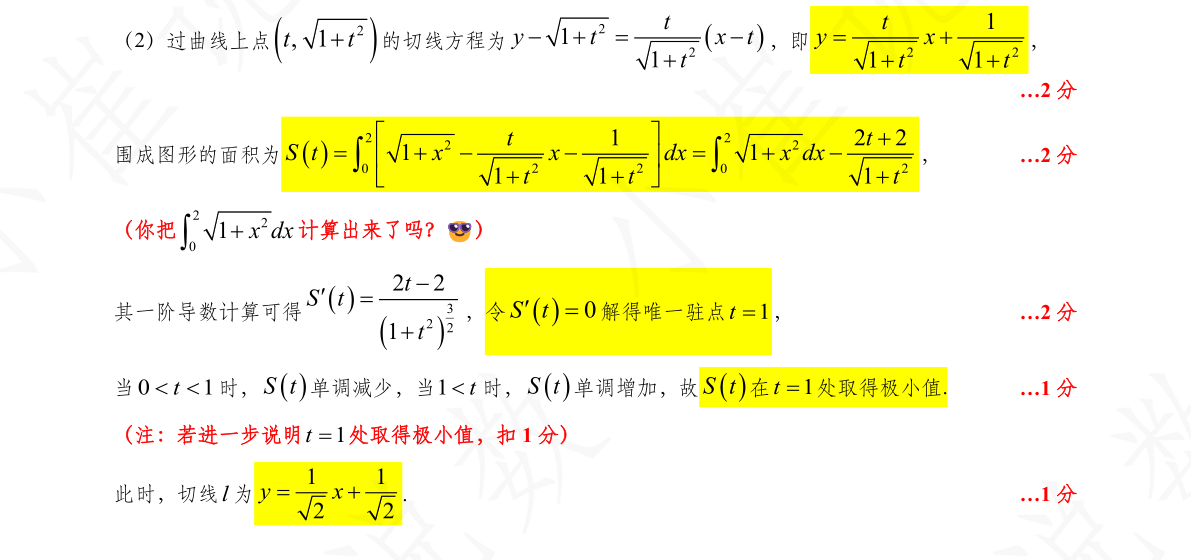 （2）过曲线上点(t, √(1+t²))的切线方程为 y−√(1+t²) = t/√(1+t²) (x−t)，即 y = t/√(1+t²) x + 1/√(1+t²)，
…2 分
围成图形的面积为 S(t) = ∫₀² [√(1+x²) − t/√(1+t²) x − 1/√(1+t²)] dx = ∫₀² √(1+x²) dx − (2t+2)/√(1+t²)， …2 分
（你把 ∫₀² √(1+x²) dx 计算出来了吗？😎）
其一阶导数计算可得 S′(t) = (2t−2)/(1+t²)^(3/2)，令 S′(t) = 0 解得唯一驻点 t = 1， …2 分
当 0 < t < 1 时，S(t) 单调减少，当 1 < t 时，S(t) 单调增加，故 S(t) 在 t = 1 处取得极小值. …1 分
（注：若进一步说明 t = 1 处取得极小值，扣 1 分）
此时，切线 l 为 y = 1/√2 x + 1/√2. …1 分